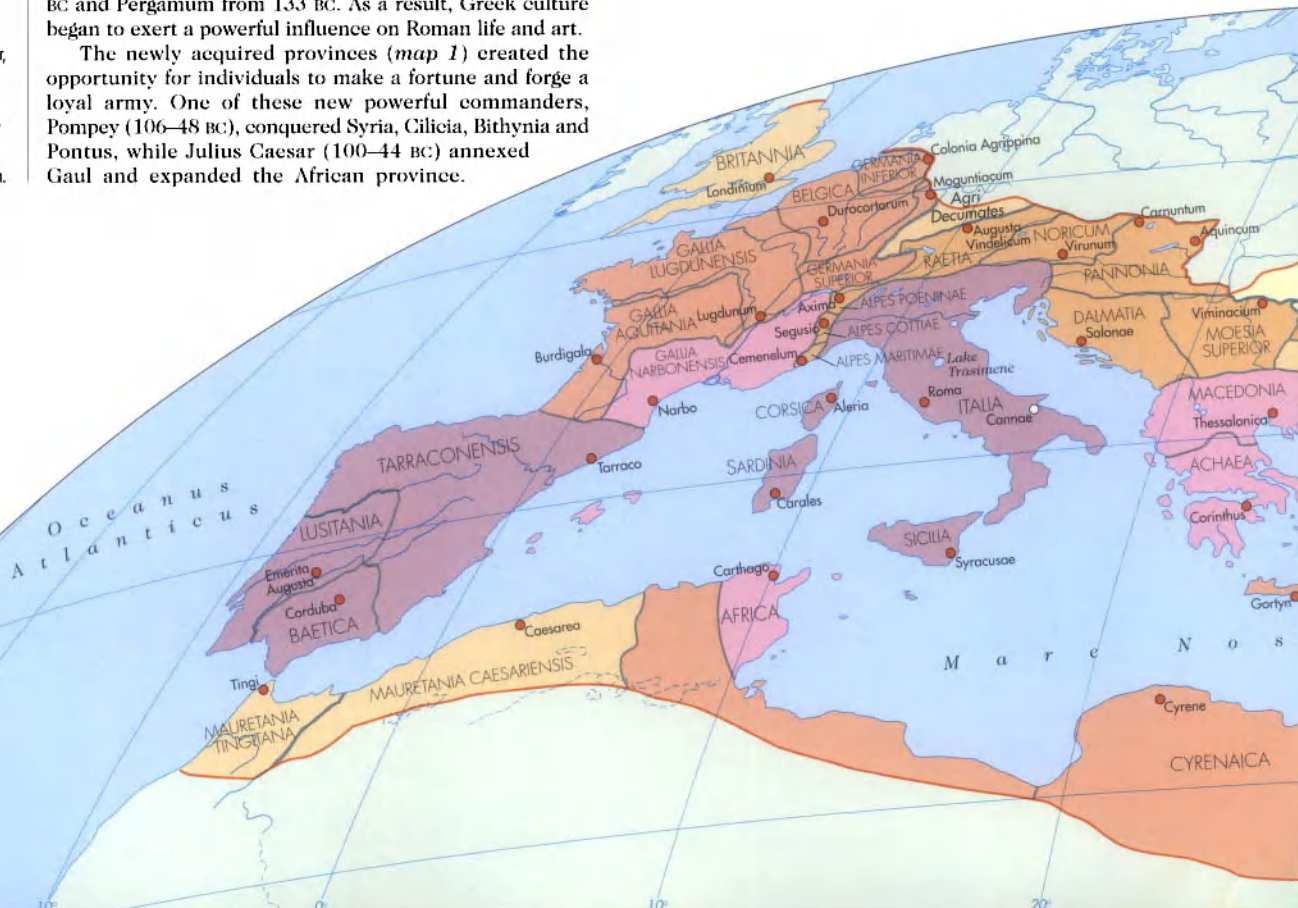 BC and Pergamum from 133 BC. As a result, Greek culture
began to exert a powerful influence on Roman life and art.
The newly acquired provinces (map 1) created the
opportunity for individuals to make a fortune and forge a
loyal army. One of these new powerful commanders,
Pompey (106–48 BC), conquered Syria, Cilicia, Bithynia and
Pontus, while Julius Caesar (100–44 BC) annexed
Gaul and expanded the African province.
BRITANNIA
Londinium
GERMANIA
INFERIOR
Colonia Agrippina
BELGICA
Moguntiacum
Durocortorum
Agri
Decumates
Augusta
Vindelicum
NORICUM
Virunum
Carnuntum
Aquincum
GALLIA
LUGDUNENSIS
GERMANIA
SUPERIOR
RAETIA
PANNONIA
GALLIA
AQUITANIA
Lugdunum
Axima
ALPES POENINAE
Segusio
ALPES COTTIAE
DALMATIA
Solonae
Viminacium
MOESIA
SUPERIOR
Burdigala
GALLIA
NARBONENSIS
Cemenelum
ALPES MARITIMAE
Lake
Trasimene
Narbo
CORSICA
Aleria
Roma
ITALIA
Cannae
MACEDONIA
Thessalonica
TARRACONENSIS
Tarraco
SARDINIA
Carales
ACHAEA
Corinthus
Oceanus
Atlanticus
LUSITANIA
Emerita
Augusta
Corduba
BAETICA
SICILIA
Syracusae
Carthago
AFRICA
Gortyn
Caesarea
Mare Nos
Tingi
MAURETANIA CAESARIENSIS
MAURETANIA
TINGITANA
Cyrene
CYRENAICA
10°
0°
10°
20°